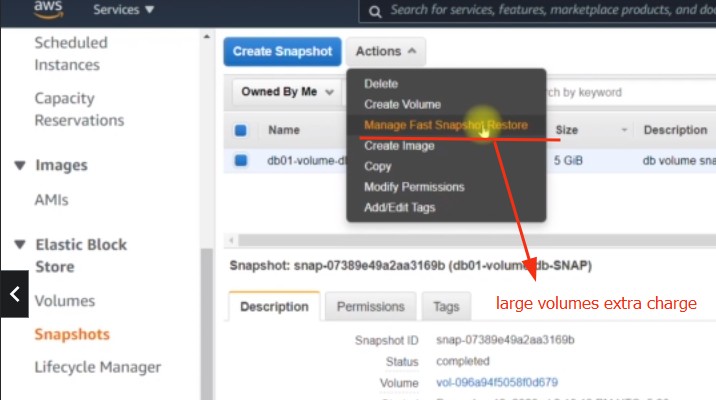 aws
Services
Search for services, features, marketplace products, and doc
Scheduled
Instances
Capacity
Reservations
Images
AMIs
Elastic Block
Store
Volumes
Snapshots
Lifecycle Manager
Create Snapshot
Actions
Owned By Me
rch by keyword
Delete
Create Volume
Manage Fast Snapshot Restore
Create Image
Copy
Modify Permissions
Add/Edit Tags
Name
Size
Description
db01-volume-d
5 GiB
db volume sna
Snapshot: snap-07389e49a2aa3169b (db01-volume-db-SNAP)
large volumes extra charge
Description
Permissions
Tags
Snapshot ID
snap-07389e49a2aa3169b
Status
completed
Volume
vol-096a94f5058f0d679